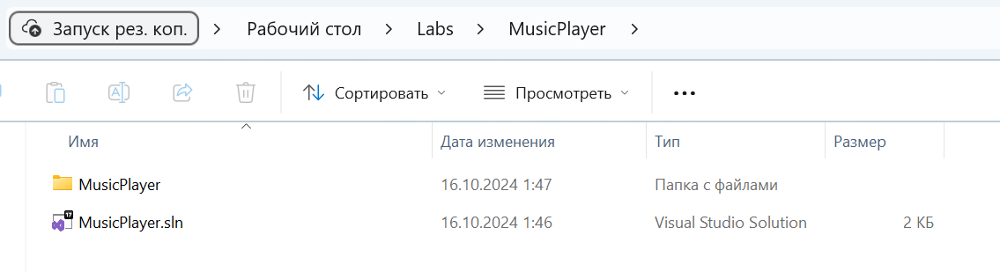 Запуск рез. коп. Рабочий стол Labs MusicPlayer
Сортировать Просмотреть
Имя Дата изменения Тип Размер
MusicPlayer 16.10.2024 1:47 Папка с файлами
17
MusicPlayer.sln 16.10.2024 1:46 Visual Studio Solution 2 КБ